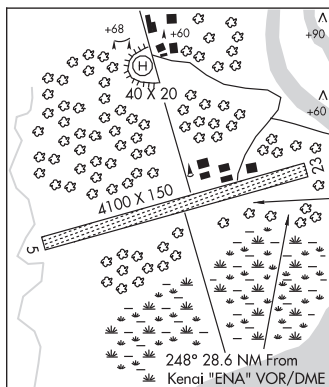 +68
+60
^
+90
H
40 X 20
^
+60
4100 X 150
23
5
248° 28.6 NM From
Kenai "ENA" VOR/DME